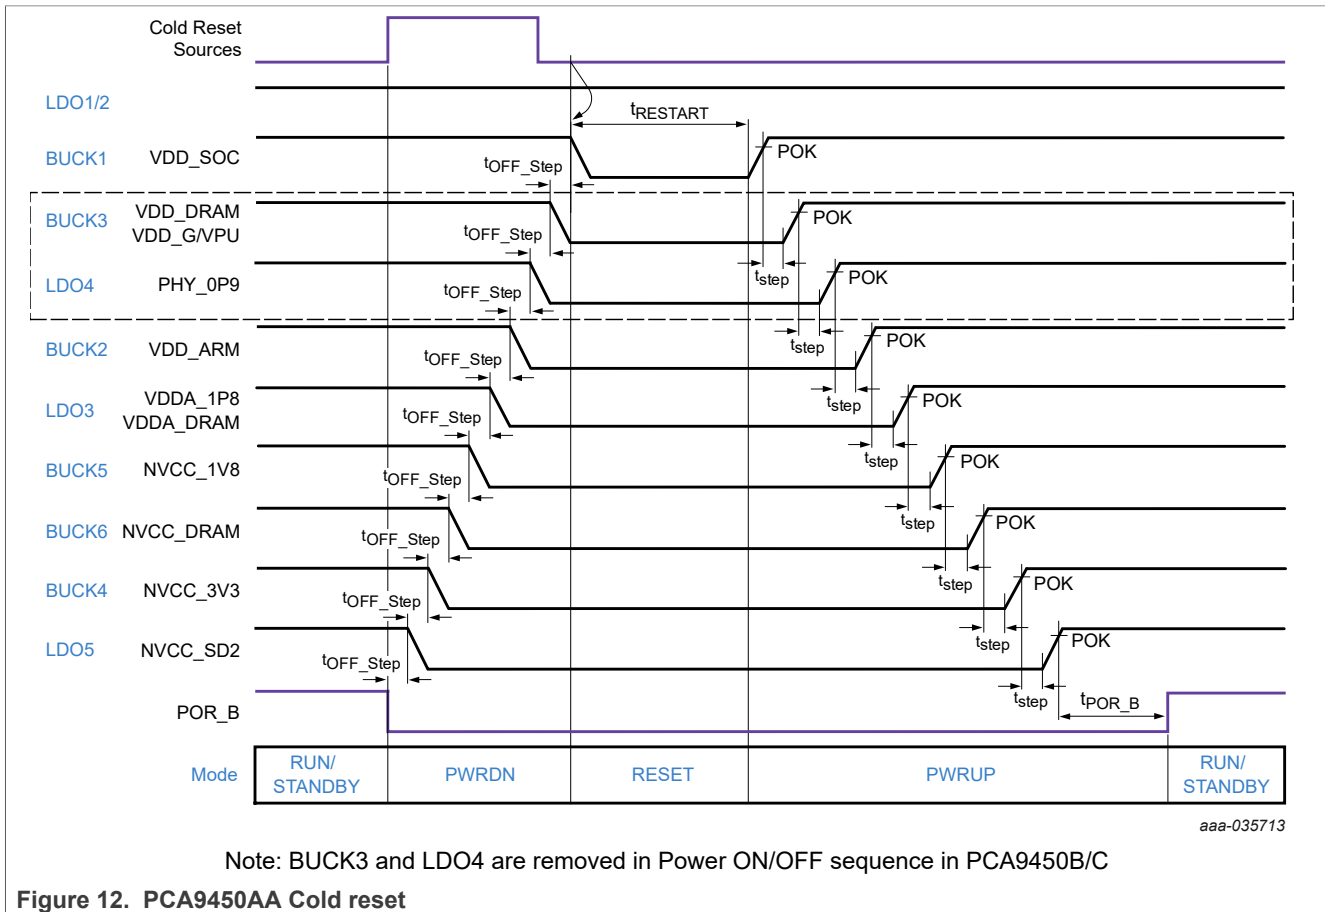 Cold Reset
Sources
LDO1/2
tRESTART
BUCK1 VDD_SOC
POK
tOFF_Step
BUCK3 VDD_DRAM
VDD_G/VPU
POK
tOFF_Step
tstep
LDO4 PHY_0P9
POK
tOFF_Step
tstep
BUCK2 VDD_ARM
POK
tOFF_Step
tstep
LDO3 VDDA_1P8
VDDA_DRAM
POK
tOFF_Step
tstep
BUCK5 NVCC_1V8
POK
tOFF_Step
tstep
BUCK6 NVCC_DRAM
POK
tOFF_Step
tstep
BUCK4 NVCC_3V3
POK
tOFF_Step
tstep
LDO5 NVCC_SD2
POK
tOFF_Step
tstep
tPOR_B
POR_B
Mode
RUN/
STANDBY
PWRDN
RESET
PWRUP
RUN/
STANDBY
aaa-035713
Note: BUCK3 and LDO4 are removed in Power ON/OFF sequence in PCA9450B/C
Figure 12. PCA9450AA Cold reset